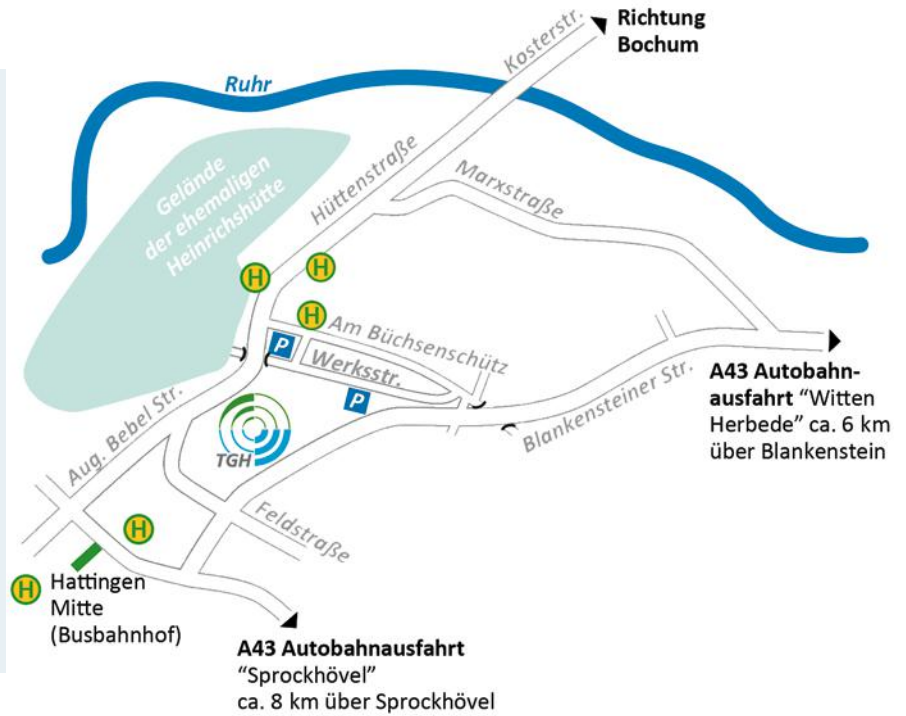 Richtung
Bochum
Kosterstr.
Ruhr
Hüttenstraße
Marxstraße
Gelände
der ehemaligen
Heinrichshütte
H
H
H
Am Büchsenschütz
P
Werksstr.
P
A43 Autobahn-
ausfahrt “Witten
Herbede” ca. 6 km
über Blankenstein
Blankensteiner Str.
Aug. Bebel Str.
TGH
Feldstraße
H
H
Hattingen
Mitte
(Busbahnhof)
A43 Autobahnausfahrt
“Sprockhövel”
ca. 8 km über Sprockhövel